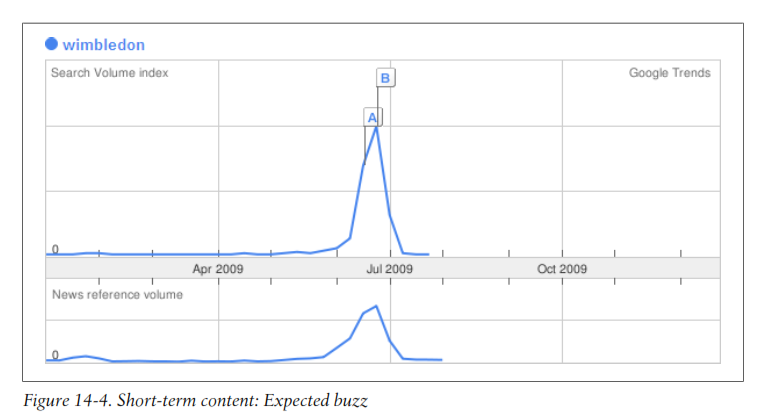 wimbledon
Search Volume index Google Trends
B
A
0
Apr 2009 Jul 2009 Oct 2009
News reference volume
0
Figure 14-4. Short-term content: Expected buzz